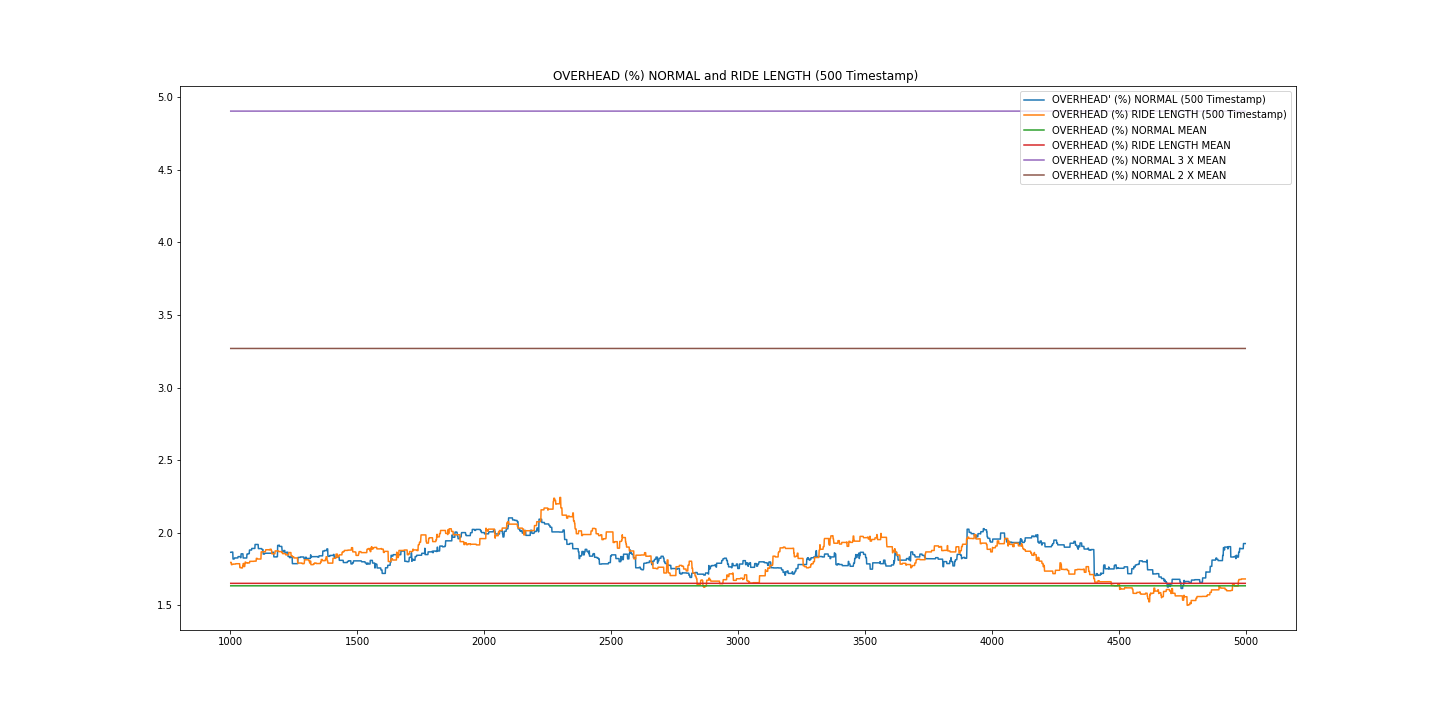 OVERHEAD (%) NORMAL and RIDE LENGTH (500 Timestamp)
OVERHEAD' (%) NORMAL (500 Timestamp)
OVERHEAD (%) RIDE LENGTH (500 Timestamp)
OVERHEAD (%) NORMAL MEAN
OVERHEAD (%) RIDE LENGTH MEAN
OVERHEAD (%) NORMAL 3 X MEAN
OVERHEAD (%) NORMAL 2 X MEAN
5.0
4.5
4.0
3.5
3.0
2.5
2.0
1.5
1000 1500 2000 2500 3000 3500 4000 4500 5000